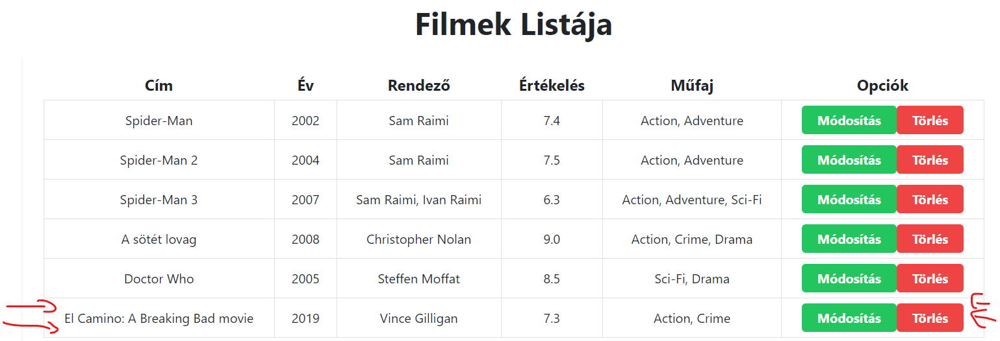 Filmek Listája
Cím Év Rendező Értékelés Műfaj Opciók
Spider-Man 2002 Sam Raimi 7.4 Action, Adventure Módosítás Törlés
Spider-Man 2 2004 Sam Raimi 7.5 Action, Adventure Módosítás Törlés
Spider-Man 3 2007 Sam Raimi, Ivan Raimi 6.3 Action, Adventure, Sci-Fi Módosítás Törlés
A sötét lovag 2008 Christopher Nolan 9.0 Action, Crime, Drama Módosítás Törlés
Doctor Who 2005 Steffen Moffat 8.5 Sci-Fi, Drama Módosítás Törlés
El Camino: A Breaking Bad movie 2019 Vince Gilligan 7.3 Action, Crime Módosítás Törlés